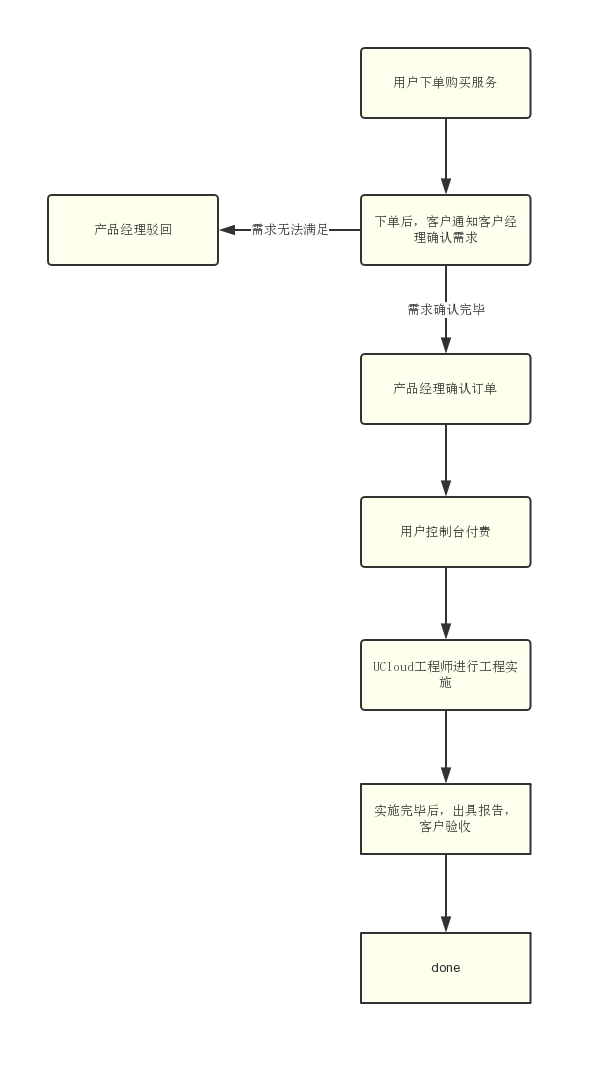 用户下单购买服务
产品经理驳回
需求无法满足
下单后，客户通知客户经
理确认需求
需求确认完毕
产品经理确认订单
用户控制台付费
UCloud工程师进行工程实
施
实施完毕后，出具报告，
客户验收
done